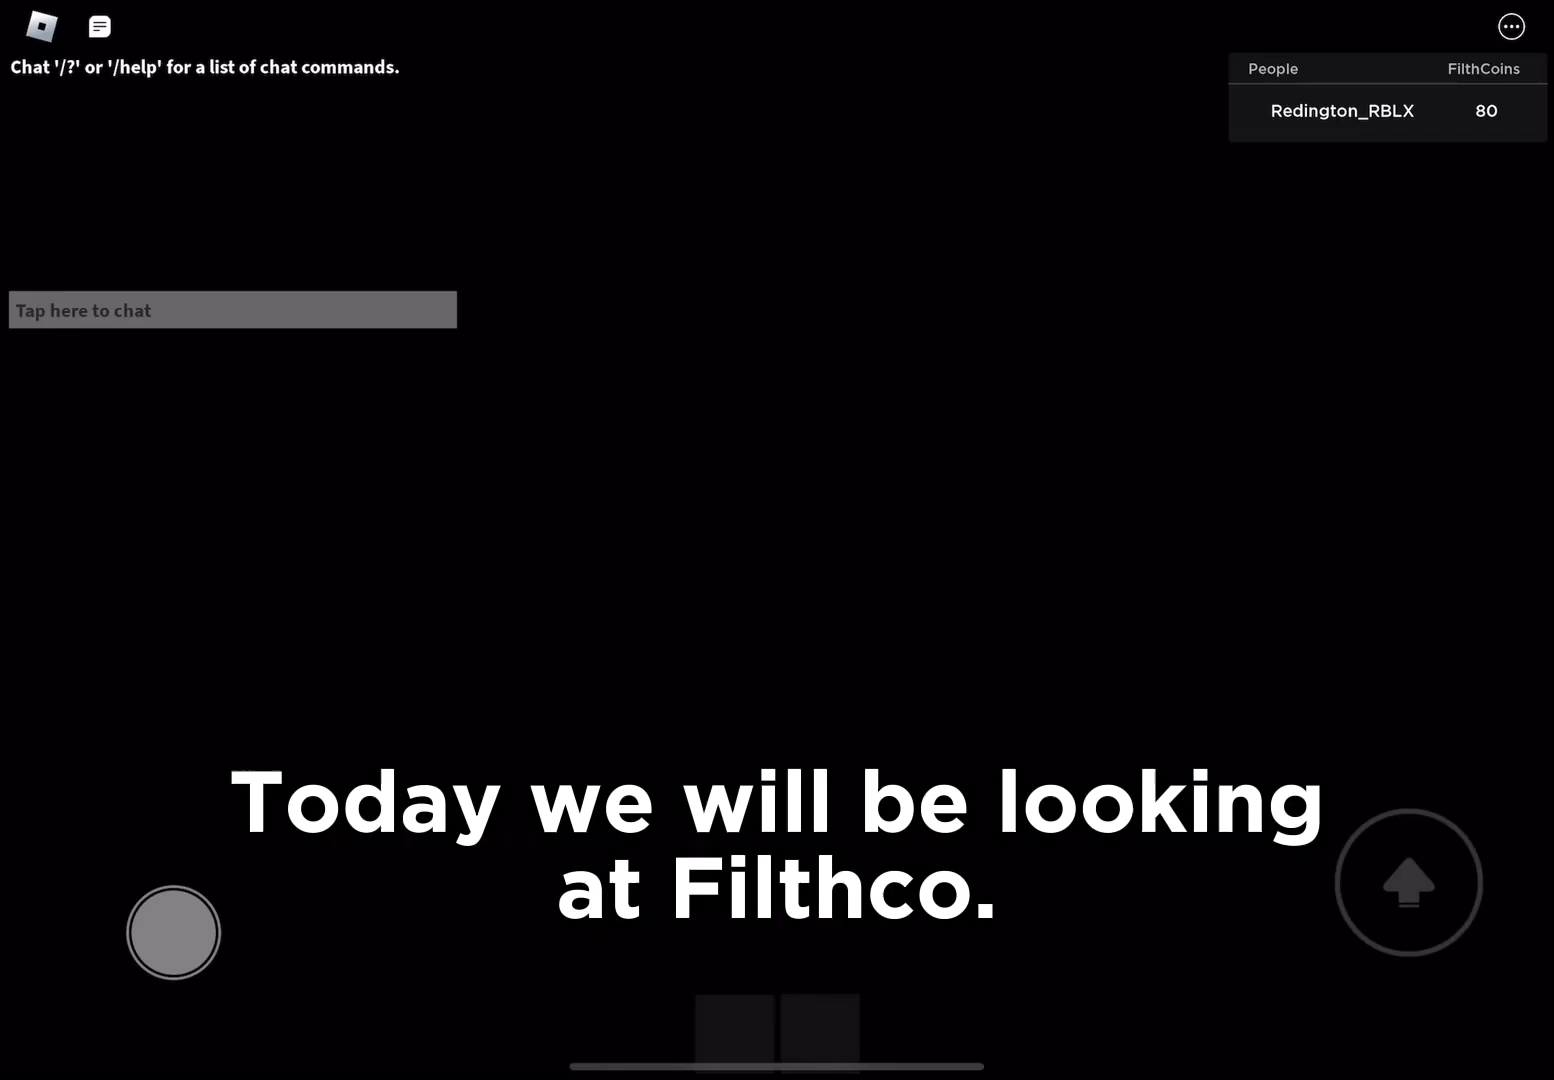 Chat '/?' or '/help' for a list of chat commands.
People FilthCoins
Redington_RBLX 80
Tap here to chat
Today we will be looking
at Filthco.